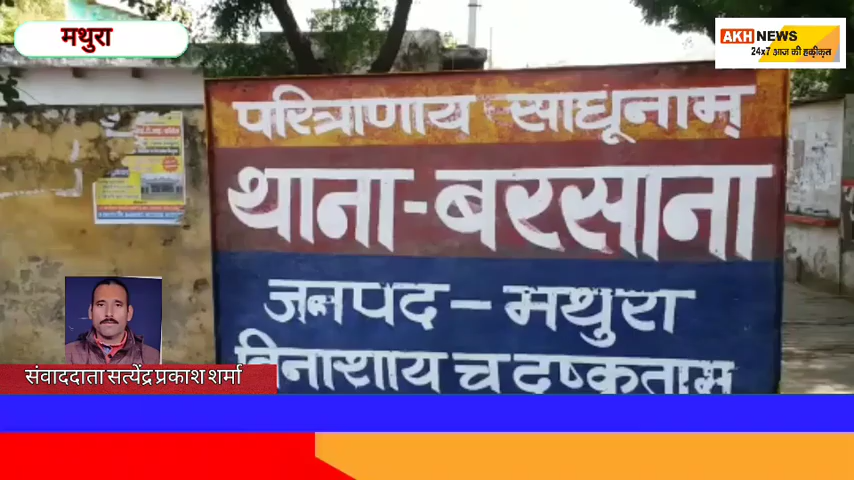 मथुरा
AKH NEWS
24x7 आज की हक़ीकत
परित्राणाय साधूनाम्
थाना-बरसाना
जनपद-मथुरा
विनाशाय च दुष्कृताम्
संवाददाता सत्येंद्र प्रकाश शर्मा